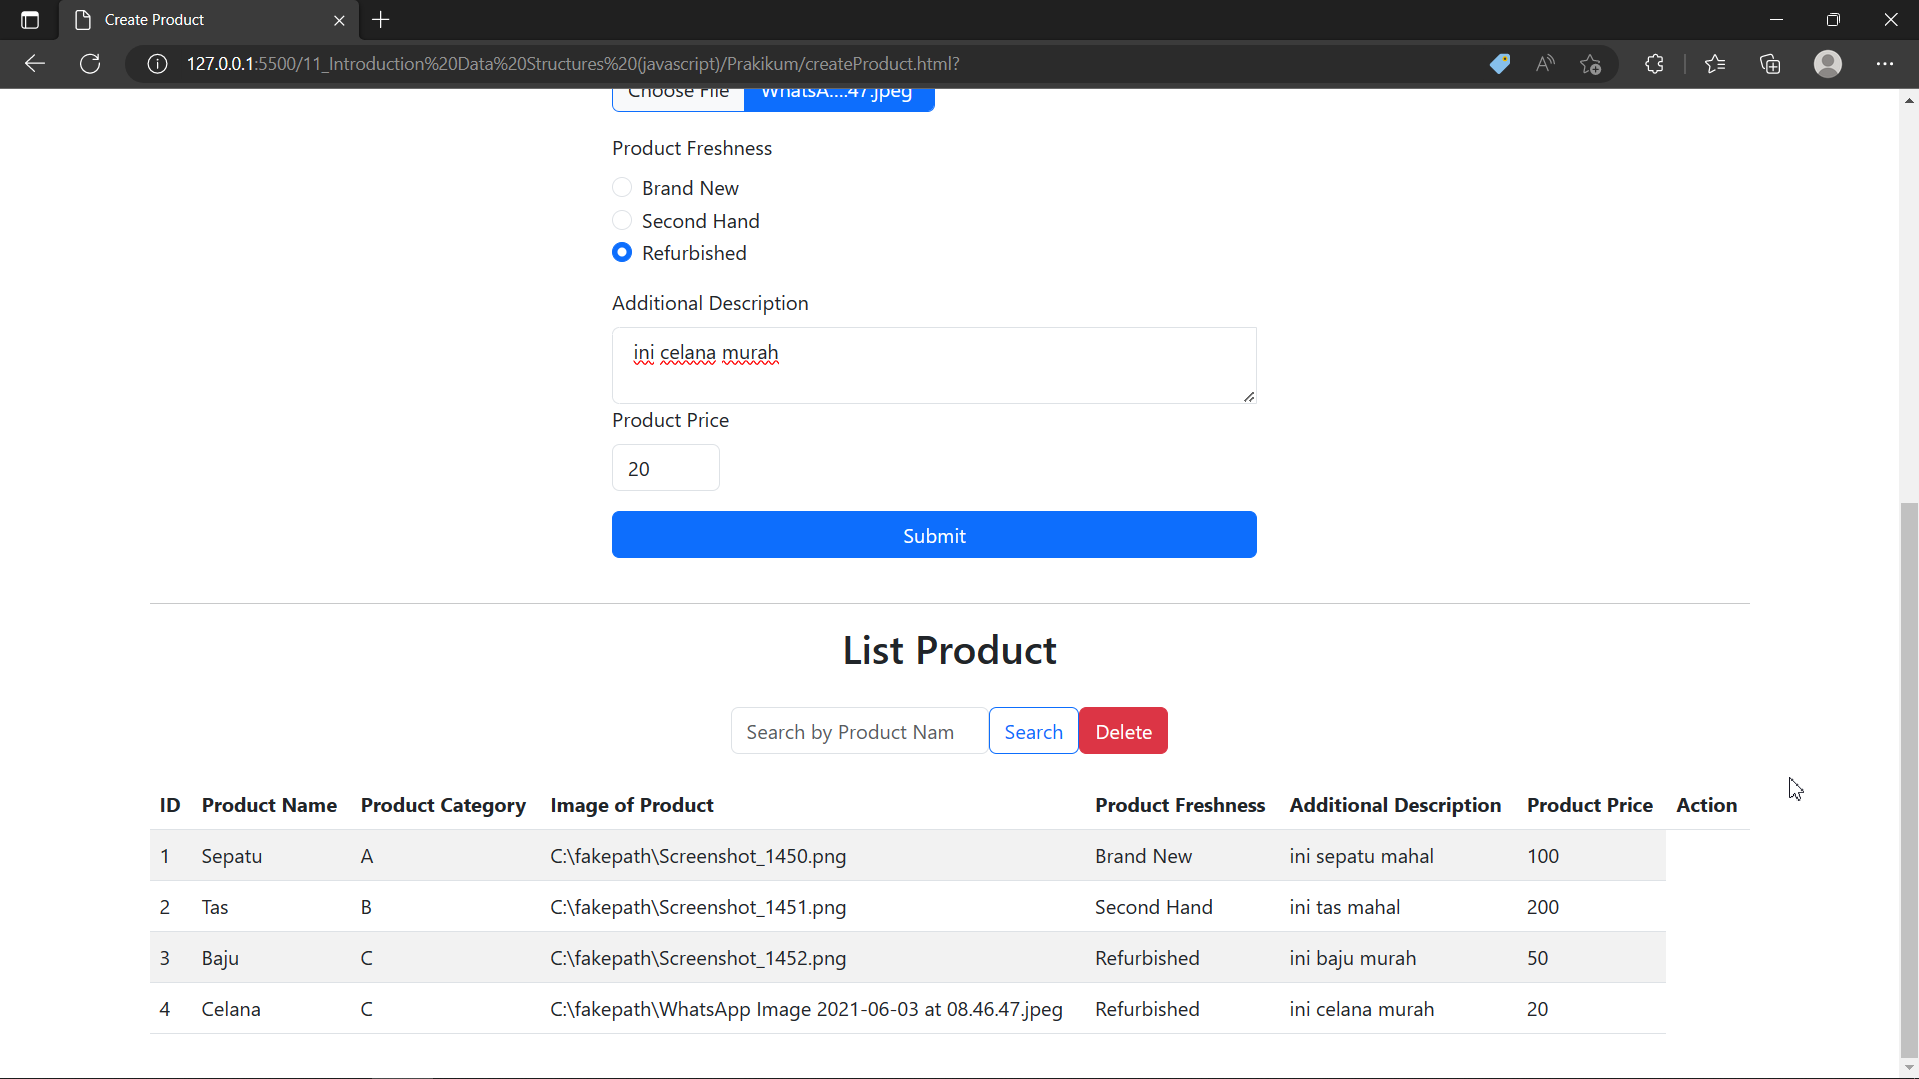 Create Product
127.0.0.1:5500/11_Introduction%20Data%20Structures%20(javascript)/Prakikum/createProduct.html?
Choose File WhatsA....47.jpeg
Product Freshness
Brand New
Second Hand
Refurbished
Additional Description
ini celana murah
Product Price
20
Submit
List Product
Search by Product Nam Search Delete
ID Product Name Product Category Image of Product Product Freshness Additional Description Product Price Action
1 Sepatu A C:\fakepath\Screenshot_1450.png Brand New ini sepatu mahal 100
2 Tas B C:\fakepath\Screenshot_1451.png Second Hand ini tas mahal 200
3 Baju C C:\fakepath\Screenshot_1452.png Refurbished ini baju murah 50
4 Celana C C:\fakepath\WhatsApp Image 2021-06-03 at 08.46.47.jpeg Refurbished ini celana murah 20